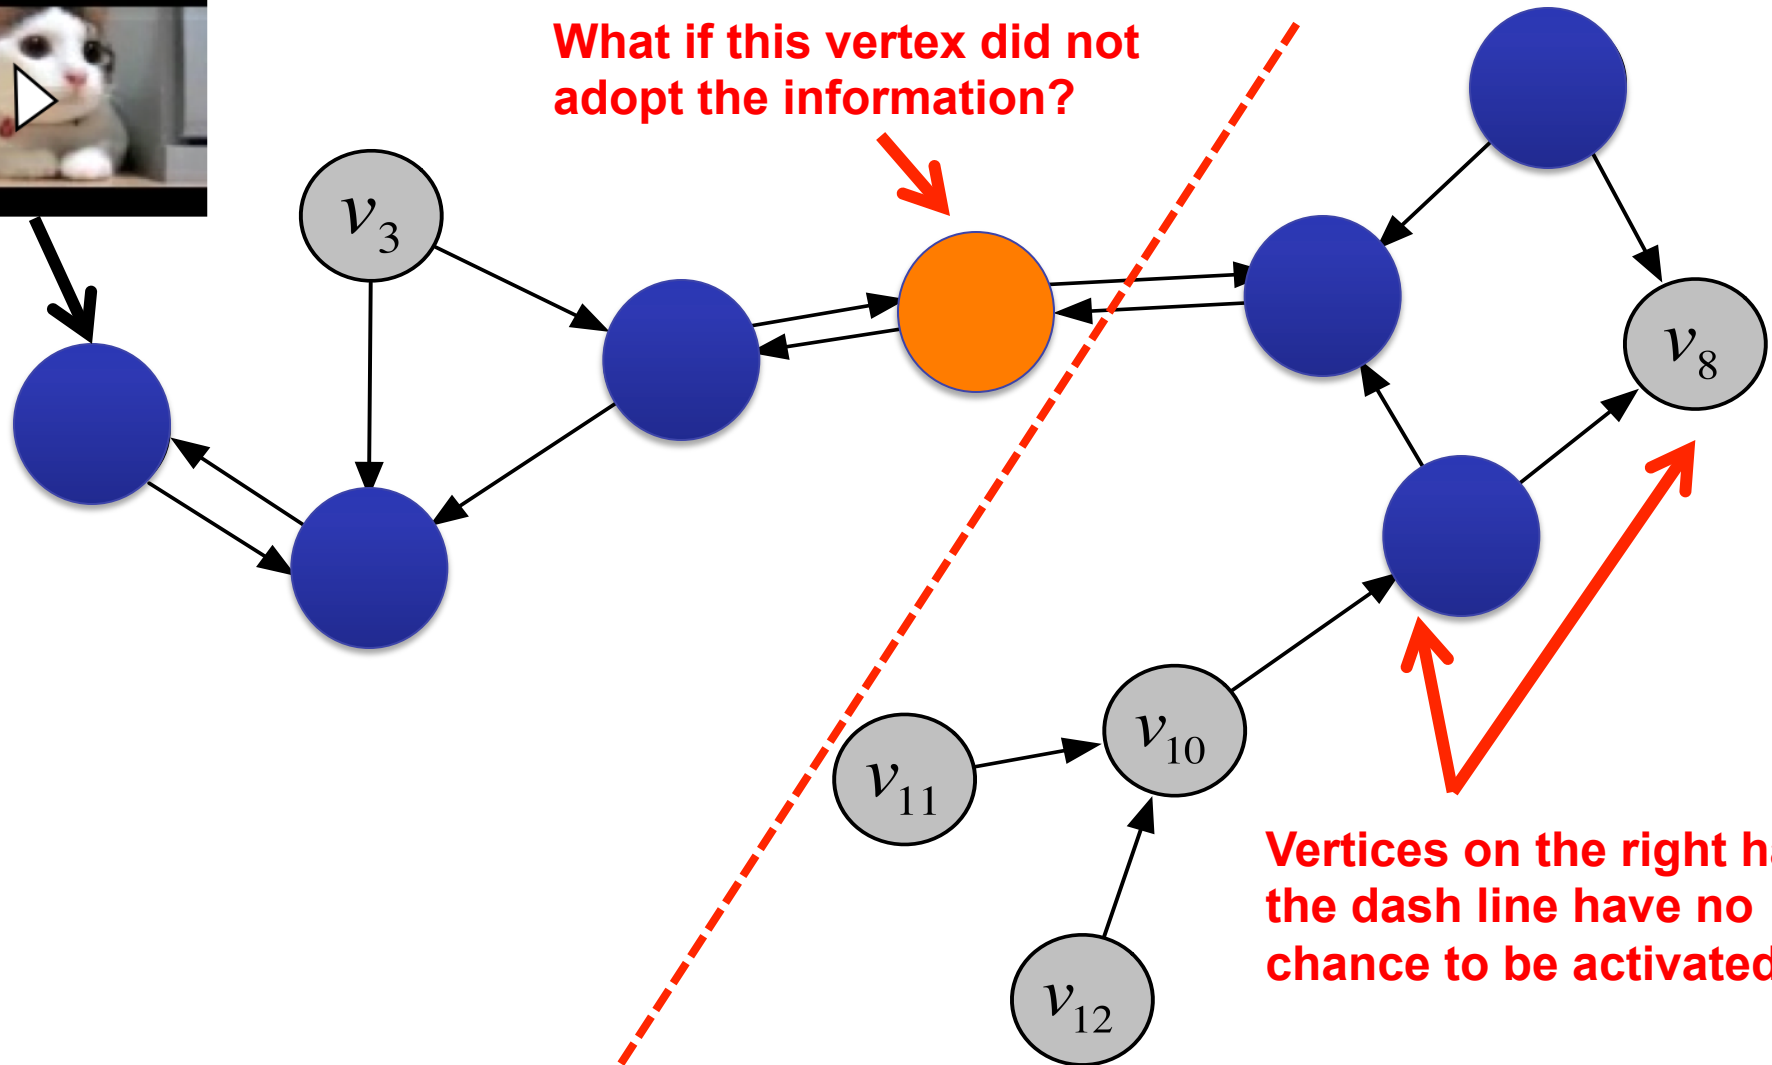 What if this vertex did not
adopt the information?
v3
v8
v10
v11
v12
Vertices on the right
the dash line have no
chance to be activated